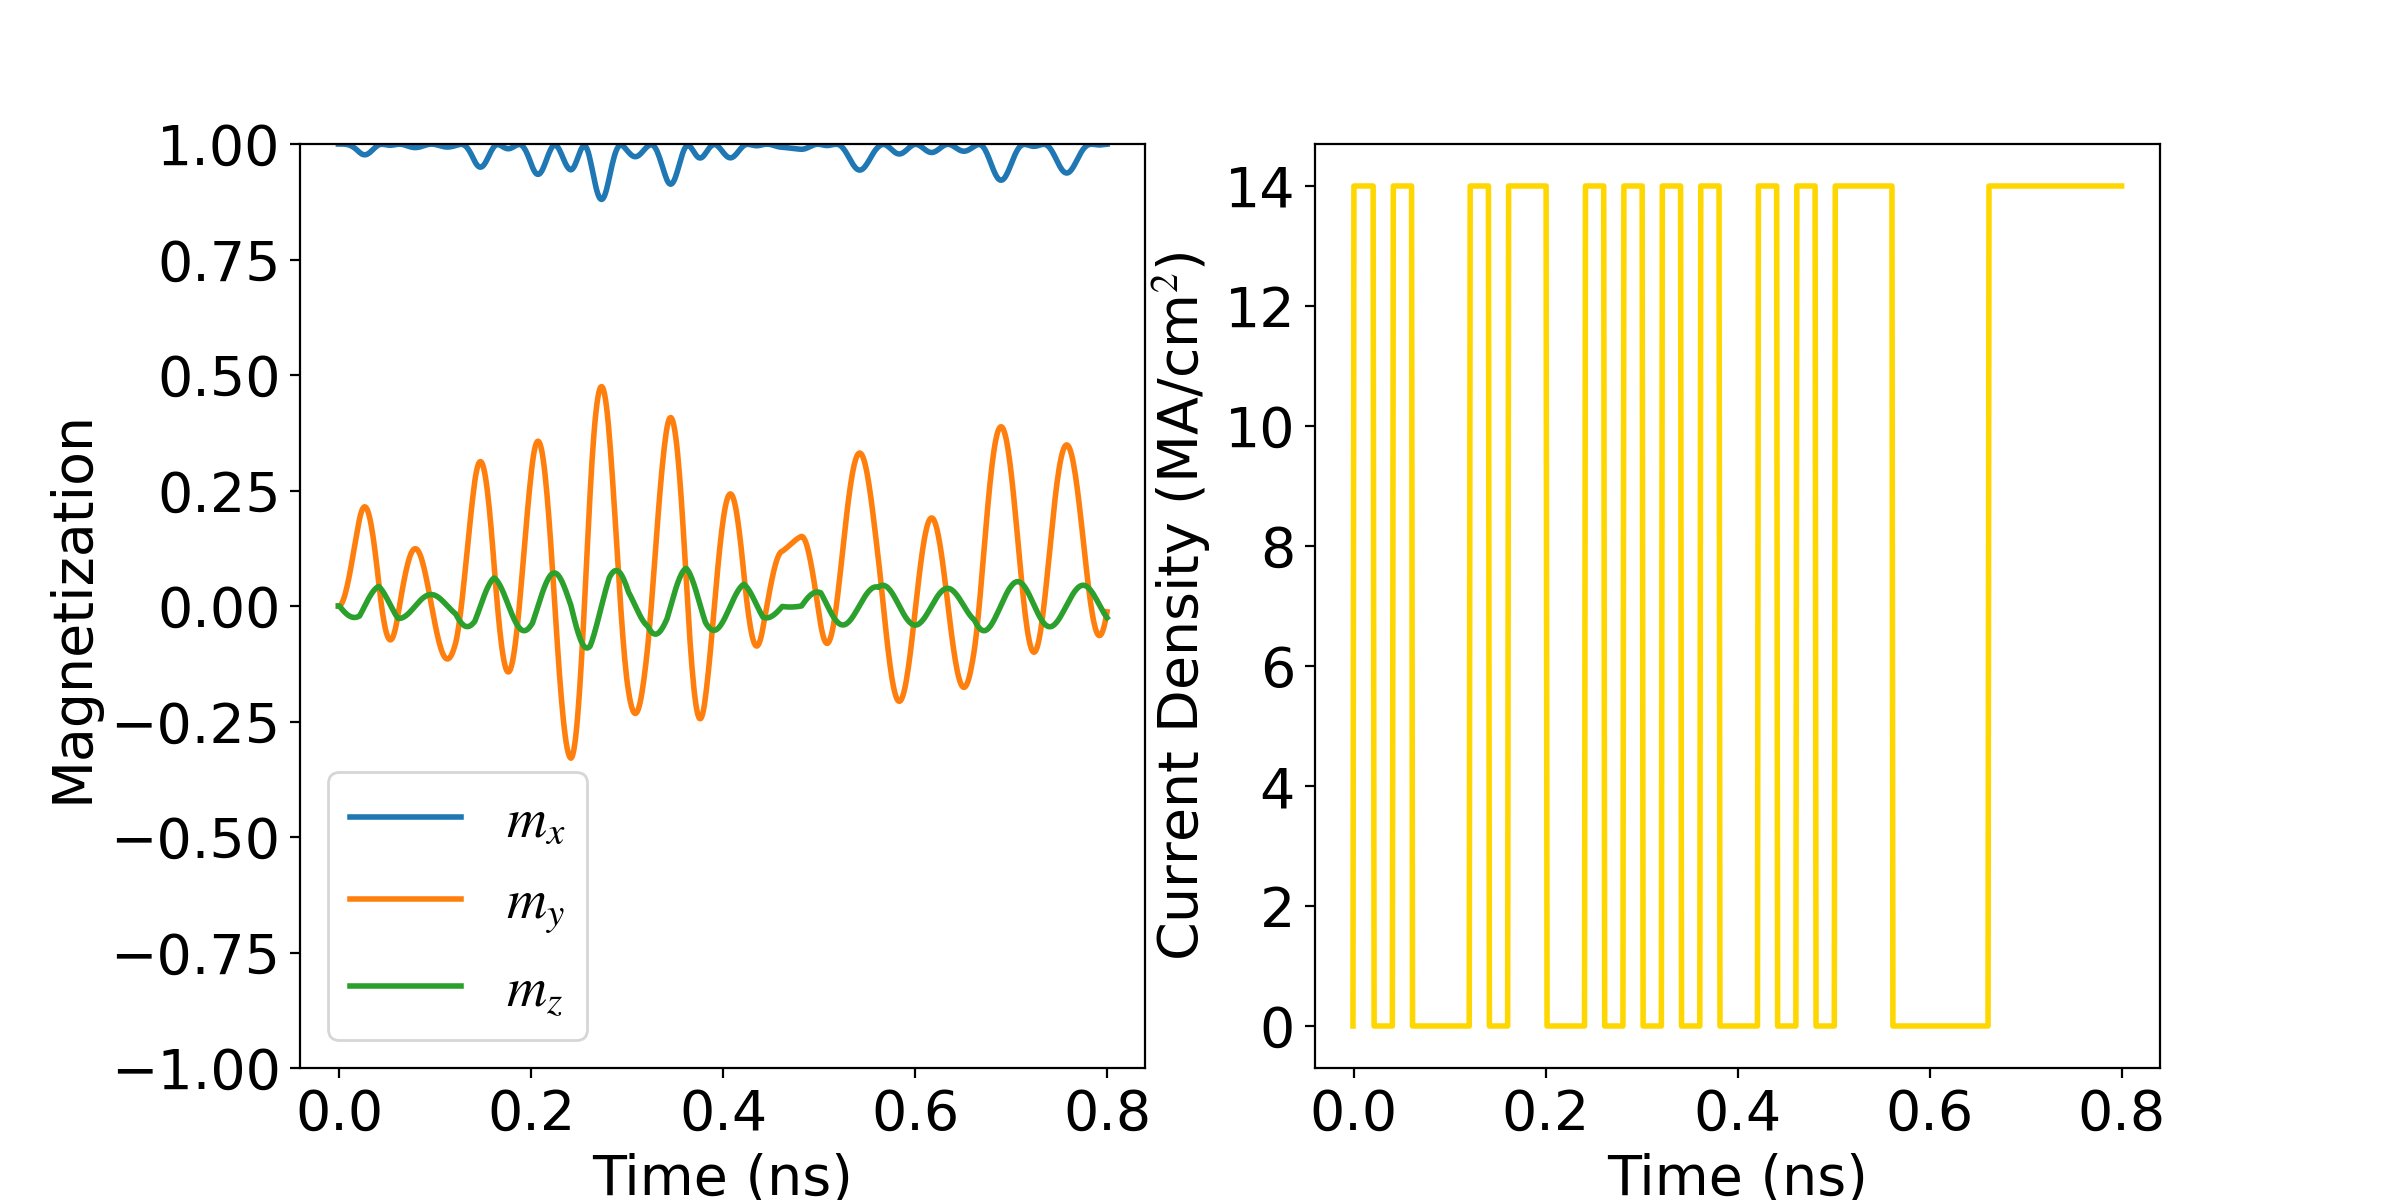 1.00
0.75
0.50
0.25
0.00
−0.25
−0.50
−0.75
−1.00
Magnetization
m_x
m_y
m_z
0.0 0.2 0.4 0.6 0.8
Time (ns)
14
12
10
8
6
4
2
0
Current Density (MA/cm²)
0.0 0.2 0.4 0.6 0.8
Time (ns)